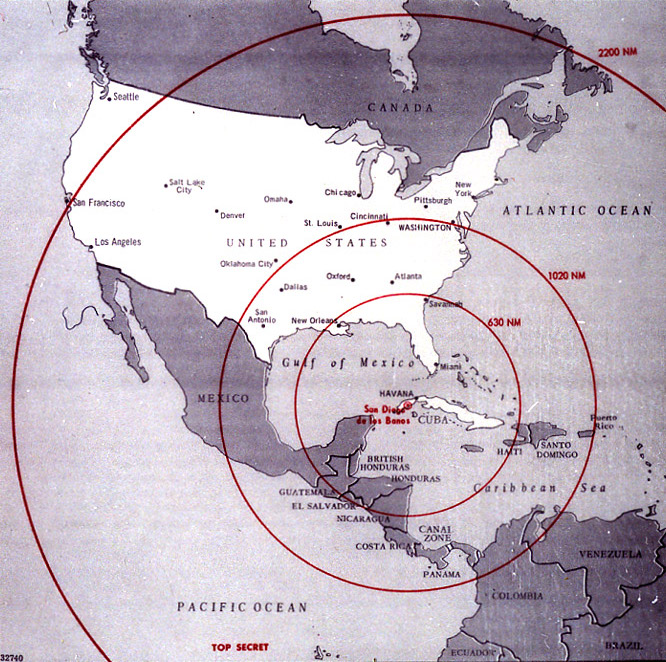 2200 NM
CANADA
Seattle
Salt Lake
City
New
York
Chicago
Omaha
Pittsburgh
San Francisco
Denver
St. Louis
Cincinnati
WASHINGTON
ATLANTIC OCEAN
Los Angeles
UNITED STATES
Oklahoma City
Oxford
Atlanta
1020 NM
Dallas
Savannah
San
Antonio
New Orleans
630 NM
Gulf of Mexico
Miami
MEXICO
HAVANA
San Diego
de los Banos
CUBA
Puerto
Rico
HAITI
SANTO
DOMINGO
BRITISH
HONDURAS
HONDURAS
GUATEMALA
Caribbean Sea
EL SALVADOR
NICARAGUA
CANAL
ZONE
COSTA RICA
PANAMA
VENEZUELA
COLOMBIA
PACIFIC OCEAN
TOP SECRET
ECUADOR
BRAZIL
32740